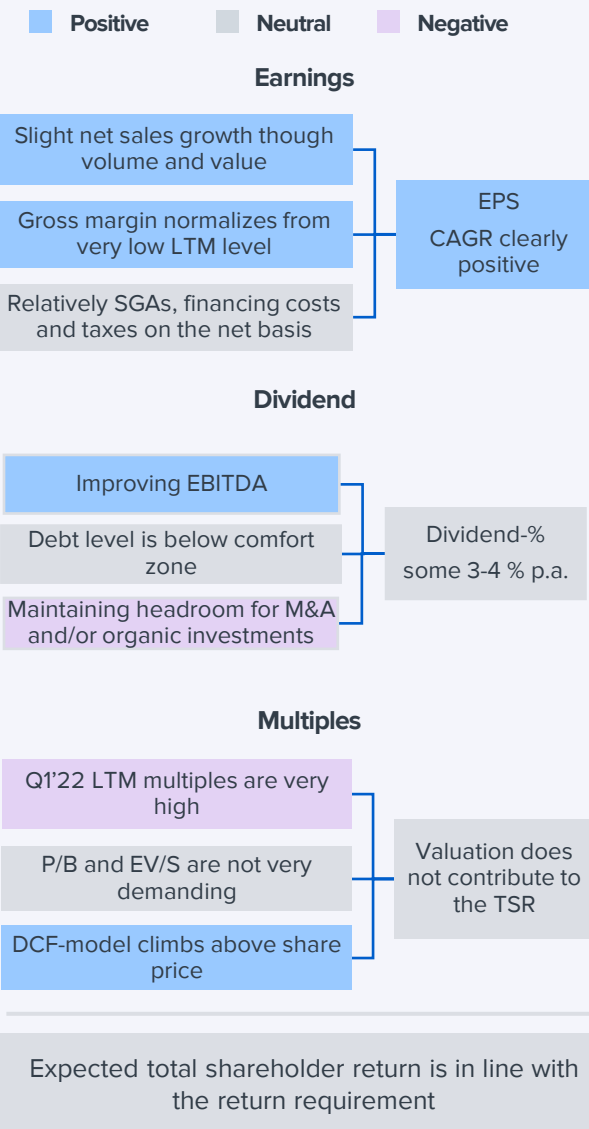 Positive
Neutral
Negative
Earnings
Slight net sales growth though
volume and value
Gross margin normalizes from
very low LTM level
Relatively SGAs, financing costs
and taxes on the net basis
EPS
CAGR clearly
positive
Dividend
Improving EBITDA
Debt level is below comfort
zone
Maintaining headroom for M&A
and/or organic investments
Dividend-%
some 3-4 % p.a.
Multiples
Q1’22 LTM multiples are very
high
P/B and EV/S are not very
demanding
DCF-model climbs above share
price
Valuation does
not contribute to
the TSR
Expected total shareholder return is in line with
the return requirement